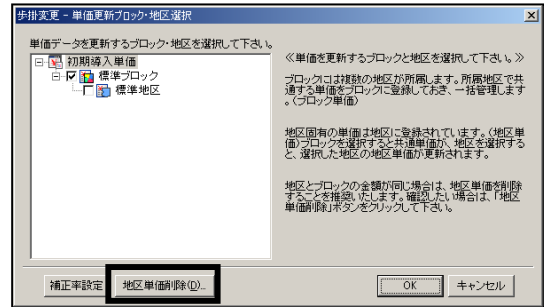 歩掛変更 - 単価更新ブロック・地区選択
単価データを更新するブロック・地区を選択して下さい。
初期導入単価
標準ブロック
標準地区
≪単価を更新するブロックと地区を選択して下さい。≫
ブロックには複数の地区が所属します。所属地区で共
通する単価をブロックに登録しておき、一括管理します
。(ブロック単価)
地区固有の単価は地区に登録されています。(地区単
価)ブロックを選択すると共通単価が、地区を選択する
と、選択した地区の地区単価が更新されます。
地区とブロックの金額が同じ場合は、地区単価を削除
することを推奨いたします。確認したい場合は、「地区
単価削除」ボタンをクリックして下さい。
補正率設定 地区単価削除(D)... OK キャンセル